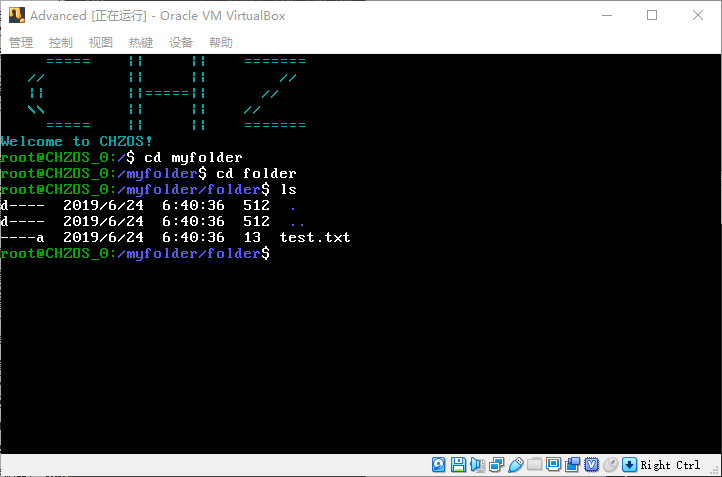 Advanced [正在运行] - Oracle VM VirtualBox
管理 控制 视图 热键 设备 帮助
     =====    ||     ||    =======
   //         ||     ||        //
   ||         ||=====||      //
   \\         ||     ||    //
     =====    ||     ||    =======
Welcome to CHZOS!
root@CHZOS_0:/$ cd myfolder
root@CHZOS_0:/myfolder$ cd folder
root@CHZOS_0:/myfolder/folder$ ls
d----  2019/6/24  6:40:36  512  .
d----  2019/6/24  6:40:36  512  ..
----a  2019/6/24  6:40:36  13  test.txt
root@CHZOS_0:/myfolder/folder$
Right Ctrl